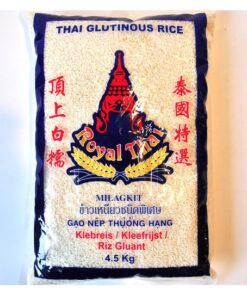 THAI GLUTINOUS RICE
頂上白糯
泰國特選
Royal Thai
MILAGKIT
ข้าวเหนียวชนิดพิเศษ
GAO NẾP THƯỢNG HẠNG
Klebreis / Kleefrijst /
Riz Gluant
4.5 Kg